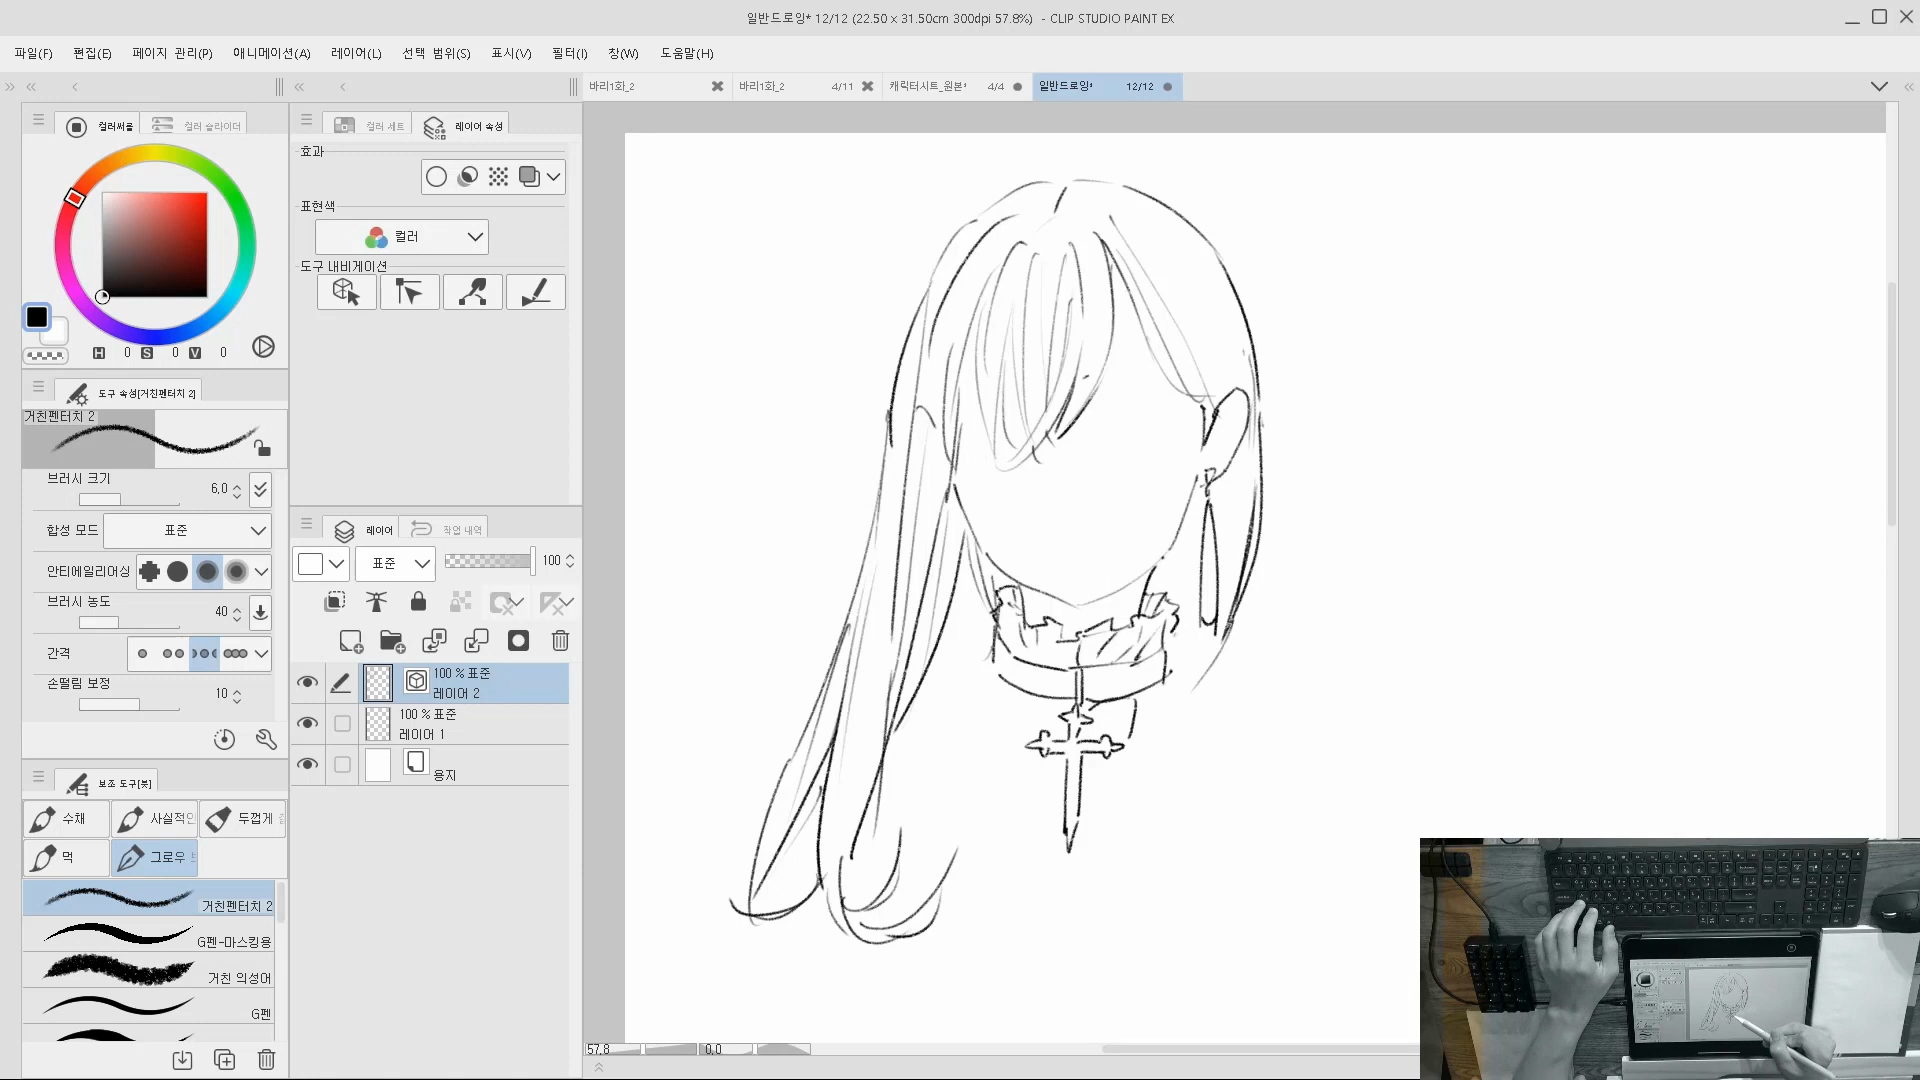 일반드로잉* 12/12 (22.50 x 31.50cm 300dpi 57.8%) - CLIP STUDIO PAINT EX
파일(F) 편집(E) 페이지 관리(P) 애니메이션(A) 레이어(L) 선택 범위(S) 표시(V) 필터(I) 창(W) 도움말(H)
바리1화_2
바리1화_2 4/11
캐릭터시트_원본* 4/4
일반드로잉* 12/12
컬러써클
컬러 슬라이더
H 0 S 0 V 0
도구 속성[거친펜터치 2]
거친펜터치 2
브러시 크기 6.0
합성 모드 표준
안티에일리어싱
브러시 농도 40
간격
손떨림 보정 10
보조 도구[붓]
수채 사실적인 두껍게
먹 그로우
거친펜터치 2
G펜-마스킹용
거친 의성어
G펜
컬러 세트
레이어 속성
효과
표현색
컬러
도구 내비게이션
레이어
작업 내역
표준 100
100 % 표준
레이어 2
100 % 표준
레이어 1
용지
57.8 0.0